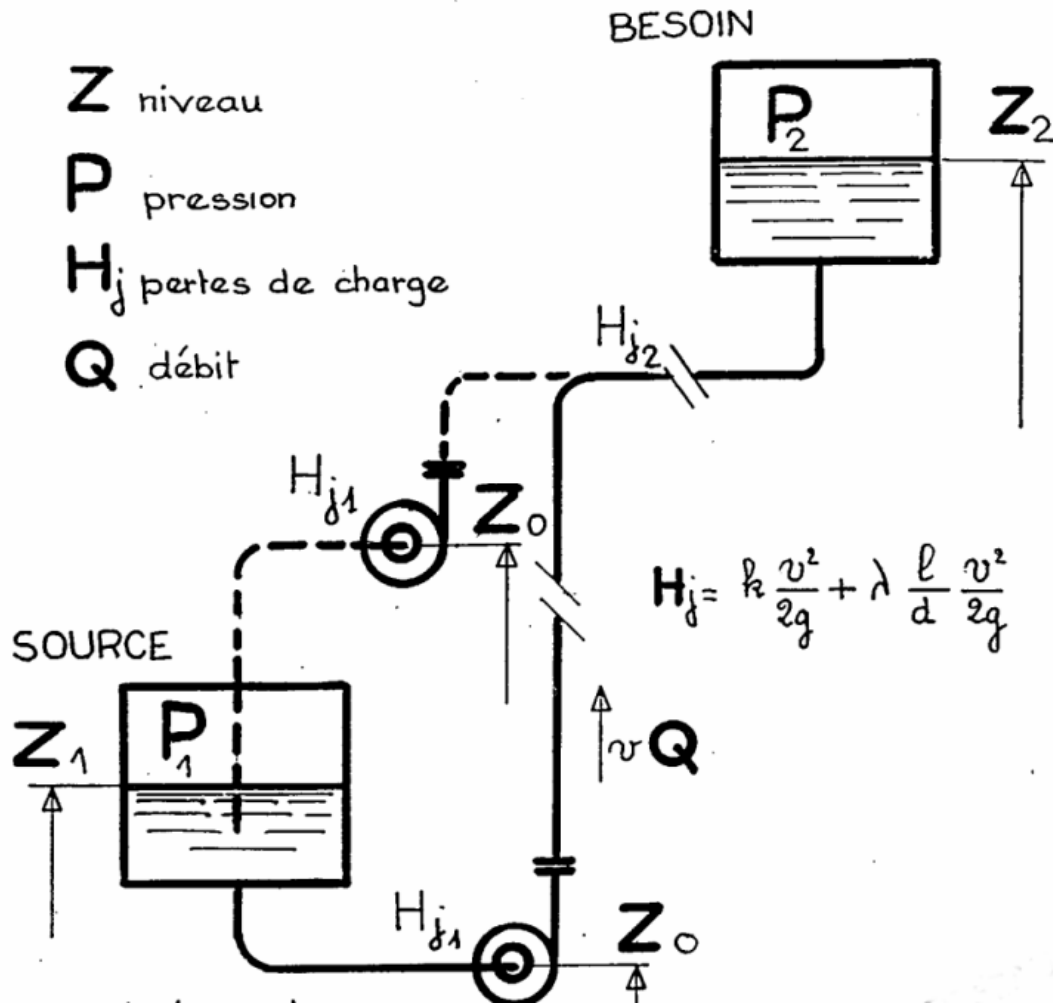 BESOIN
Z niveau
P pression
Hj pertes de charge
Q débit
P2
Z2
Hj2
Hj1
Z0
Hj = k v²/2g + λ l/d v²/2g
SOURCE
Z1
P1
v Q
Hj1
Z0